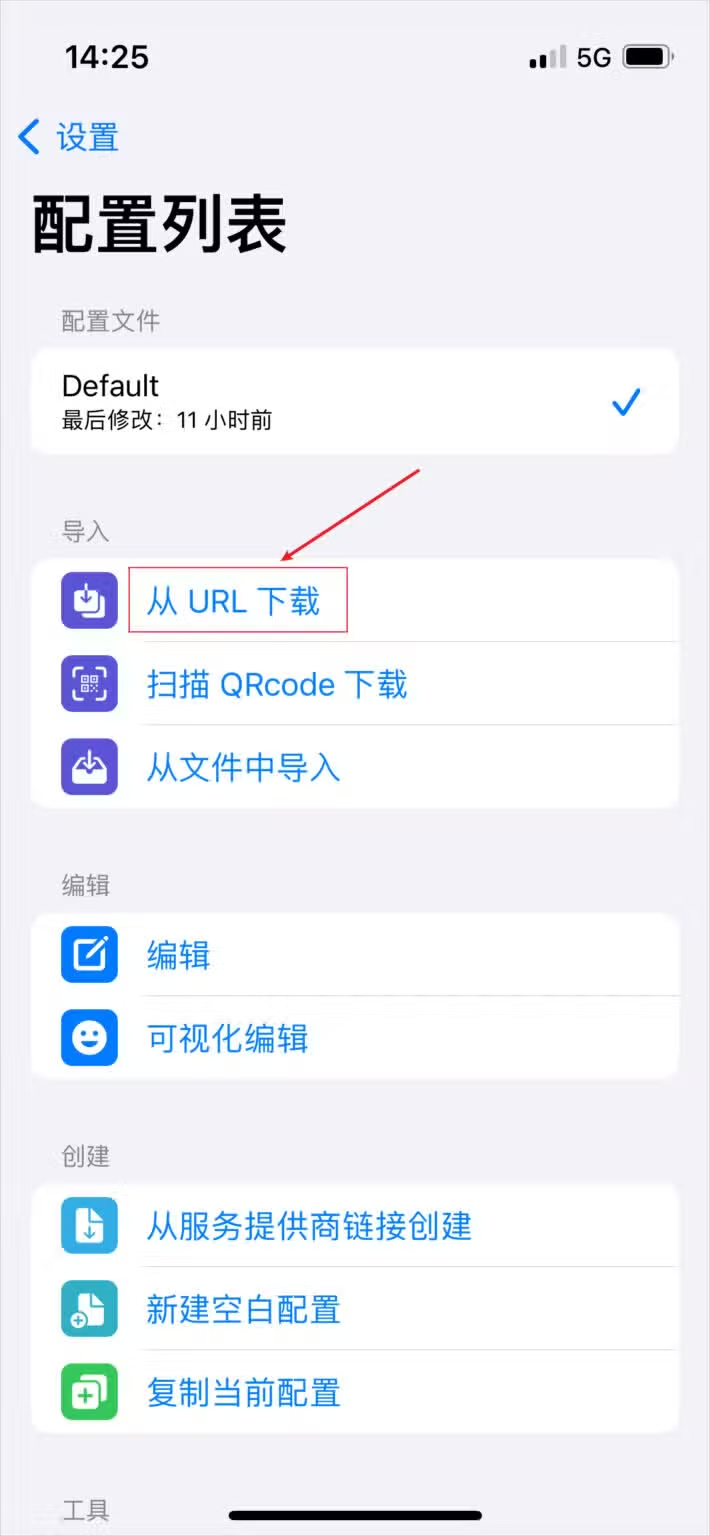 14:25
5G
设置
配置列表
配置文件
Default
最后修改：11 小时前
导入
从 URL 下载
扫描 QRcode 下载
从文件中导入
编辑
编辑
可视化编辑
创建
从服务提供商链接创建
新建空白配置
复制当前配置
工具